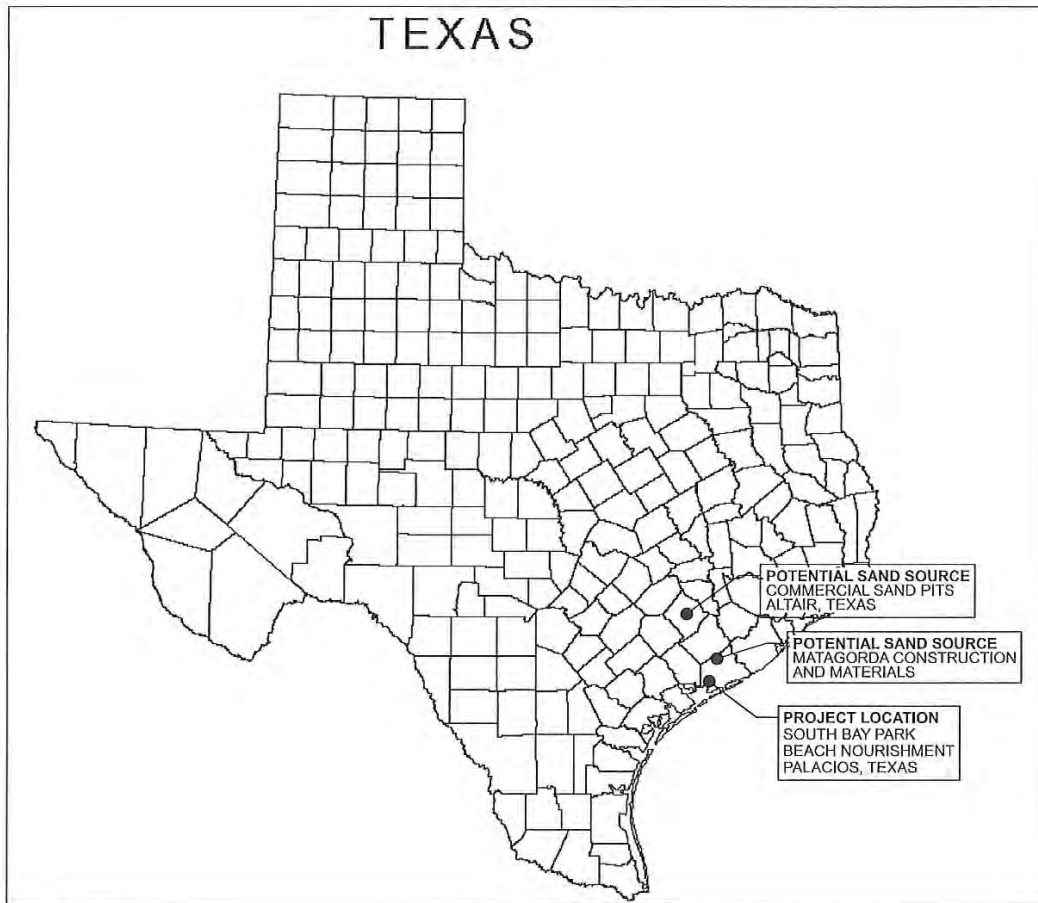 TEXAS
POTENTIAL SAND SOURCE
COMMERCIAL SAND PITS
ALTAIR, TEXAS
POTENTIAL SAND SOURCE
MATAGORDA CONSTRUCTION
AND MATERIALS
PROJECT LOCATION
SOUTH BAY PARK
BEACH NOURISHMENT
PALACIOS, TEXAS